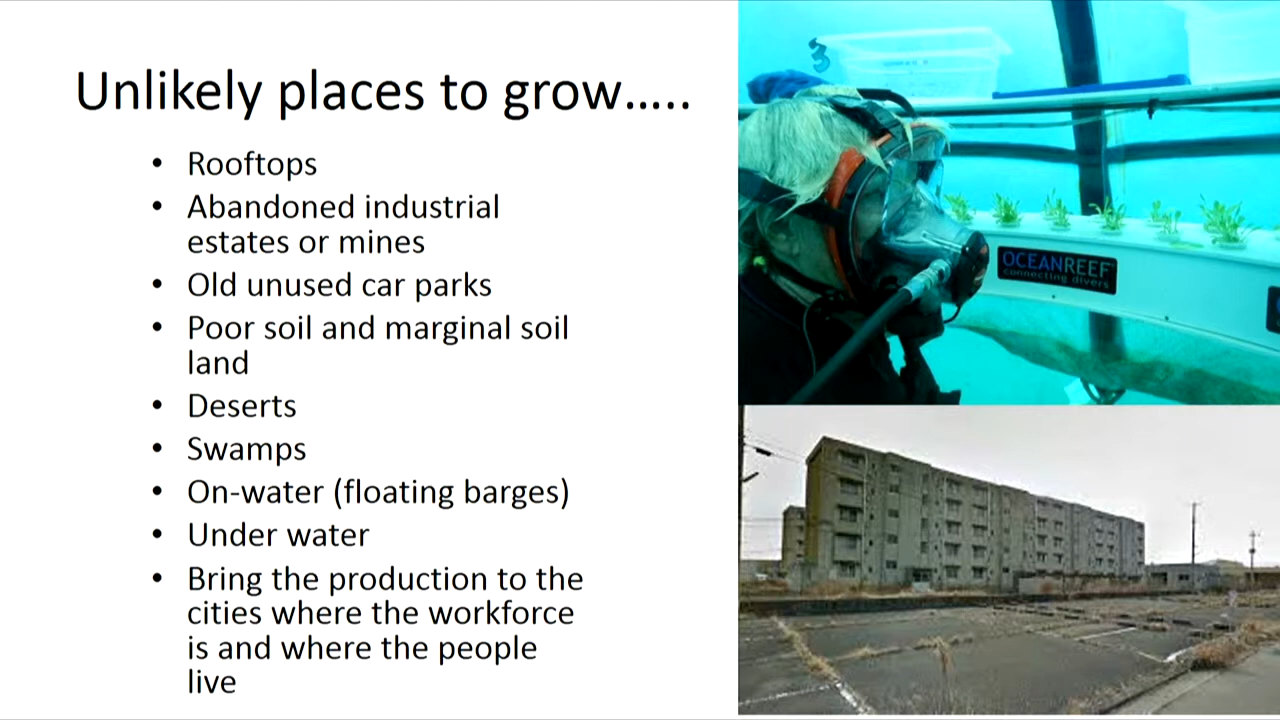 Unlikely places to grow.....
• Rooftops
• Abandoned industrial
estates or mines
• Old unused car parks
• Poor soil and marginal soil
land
• Deserts
• Swamps
• On-water (floating barges)
• Under water
• Bring the production to the
cities where the workforce
is and where the people
live
3
OCEANREEF
connecting divers